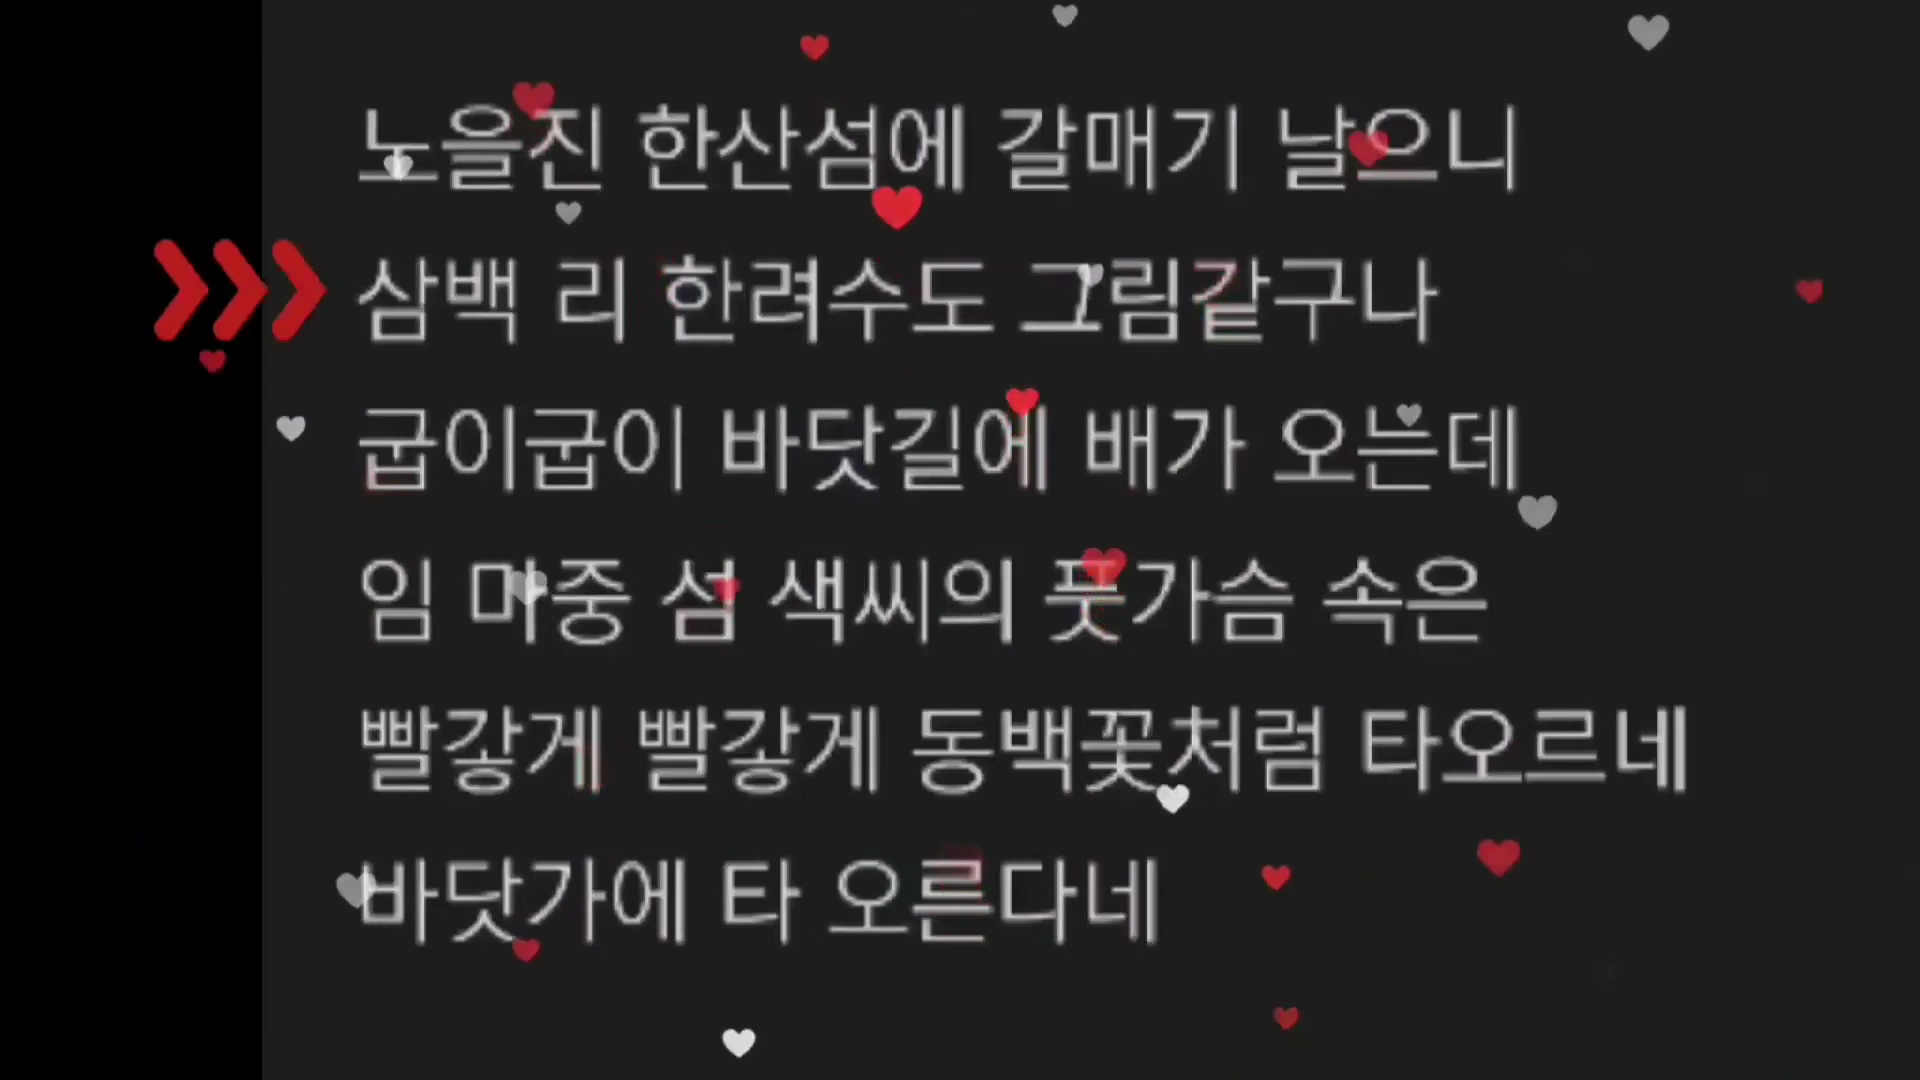 노을진 한산섬에 갈매기 날으니
삼백 리 한려수도 그림같구나
굽이굽이 바닷길에 배가 오는데
임 마중 섬 색씨의 풋가슴 속은
빨갛게 빨갛게 동백꽃처럼 타오르네
바닷가에 타 오른다네